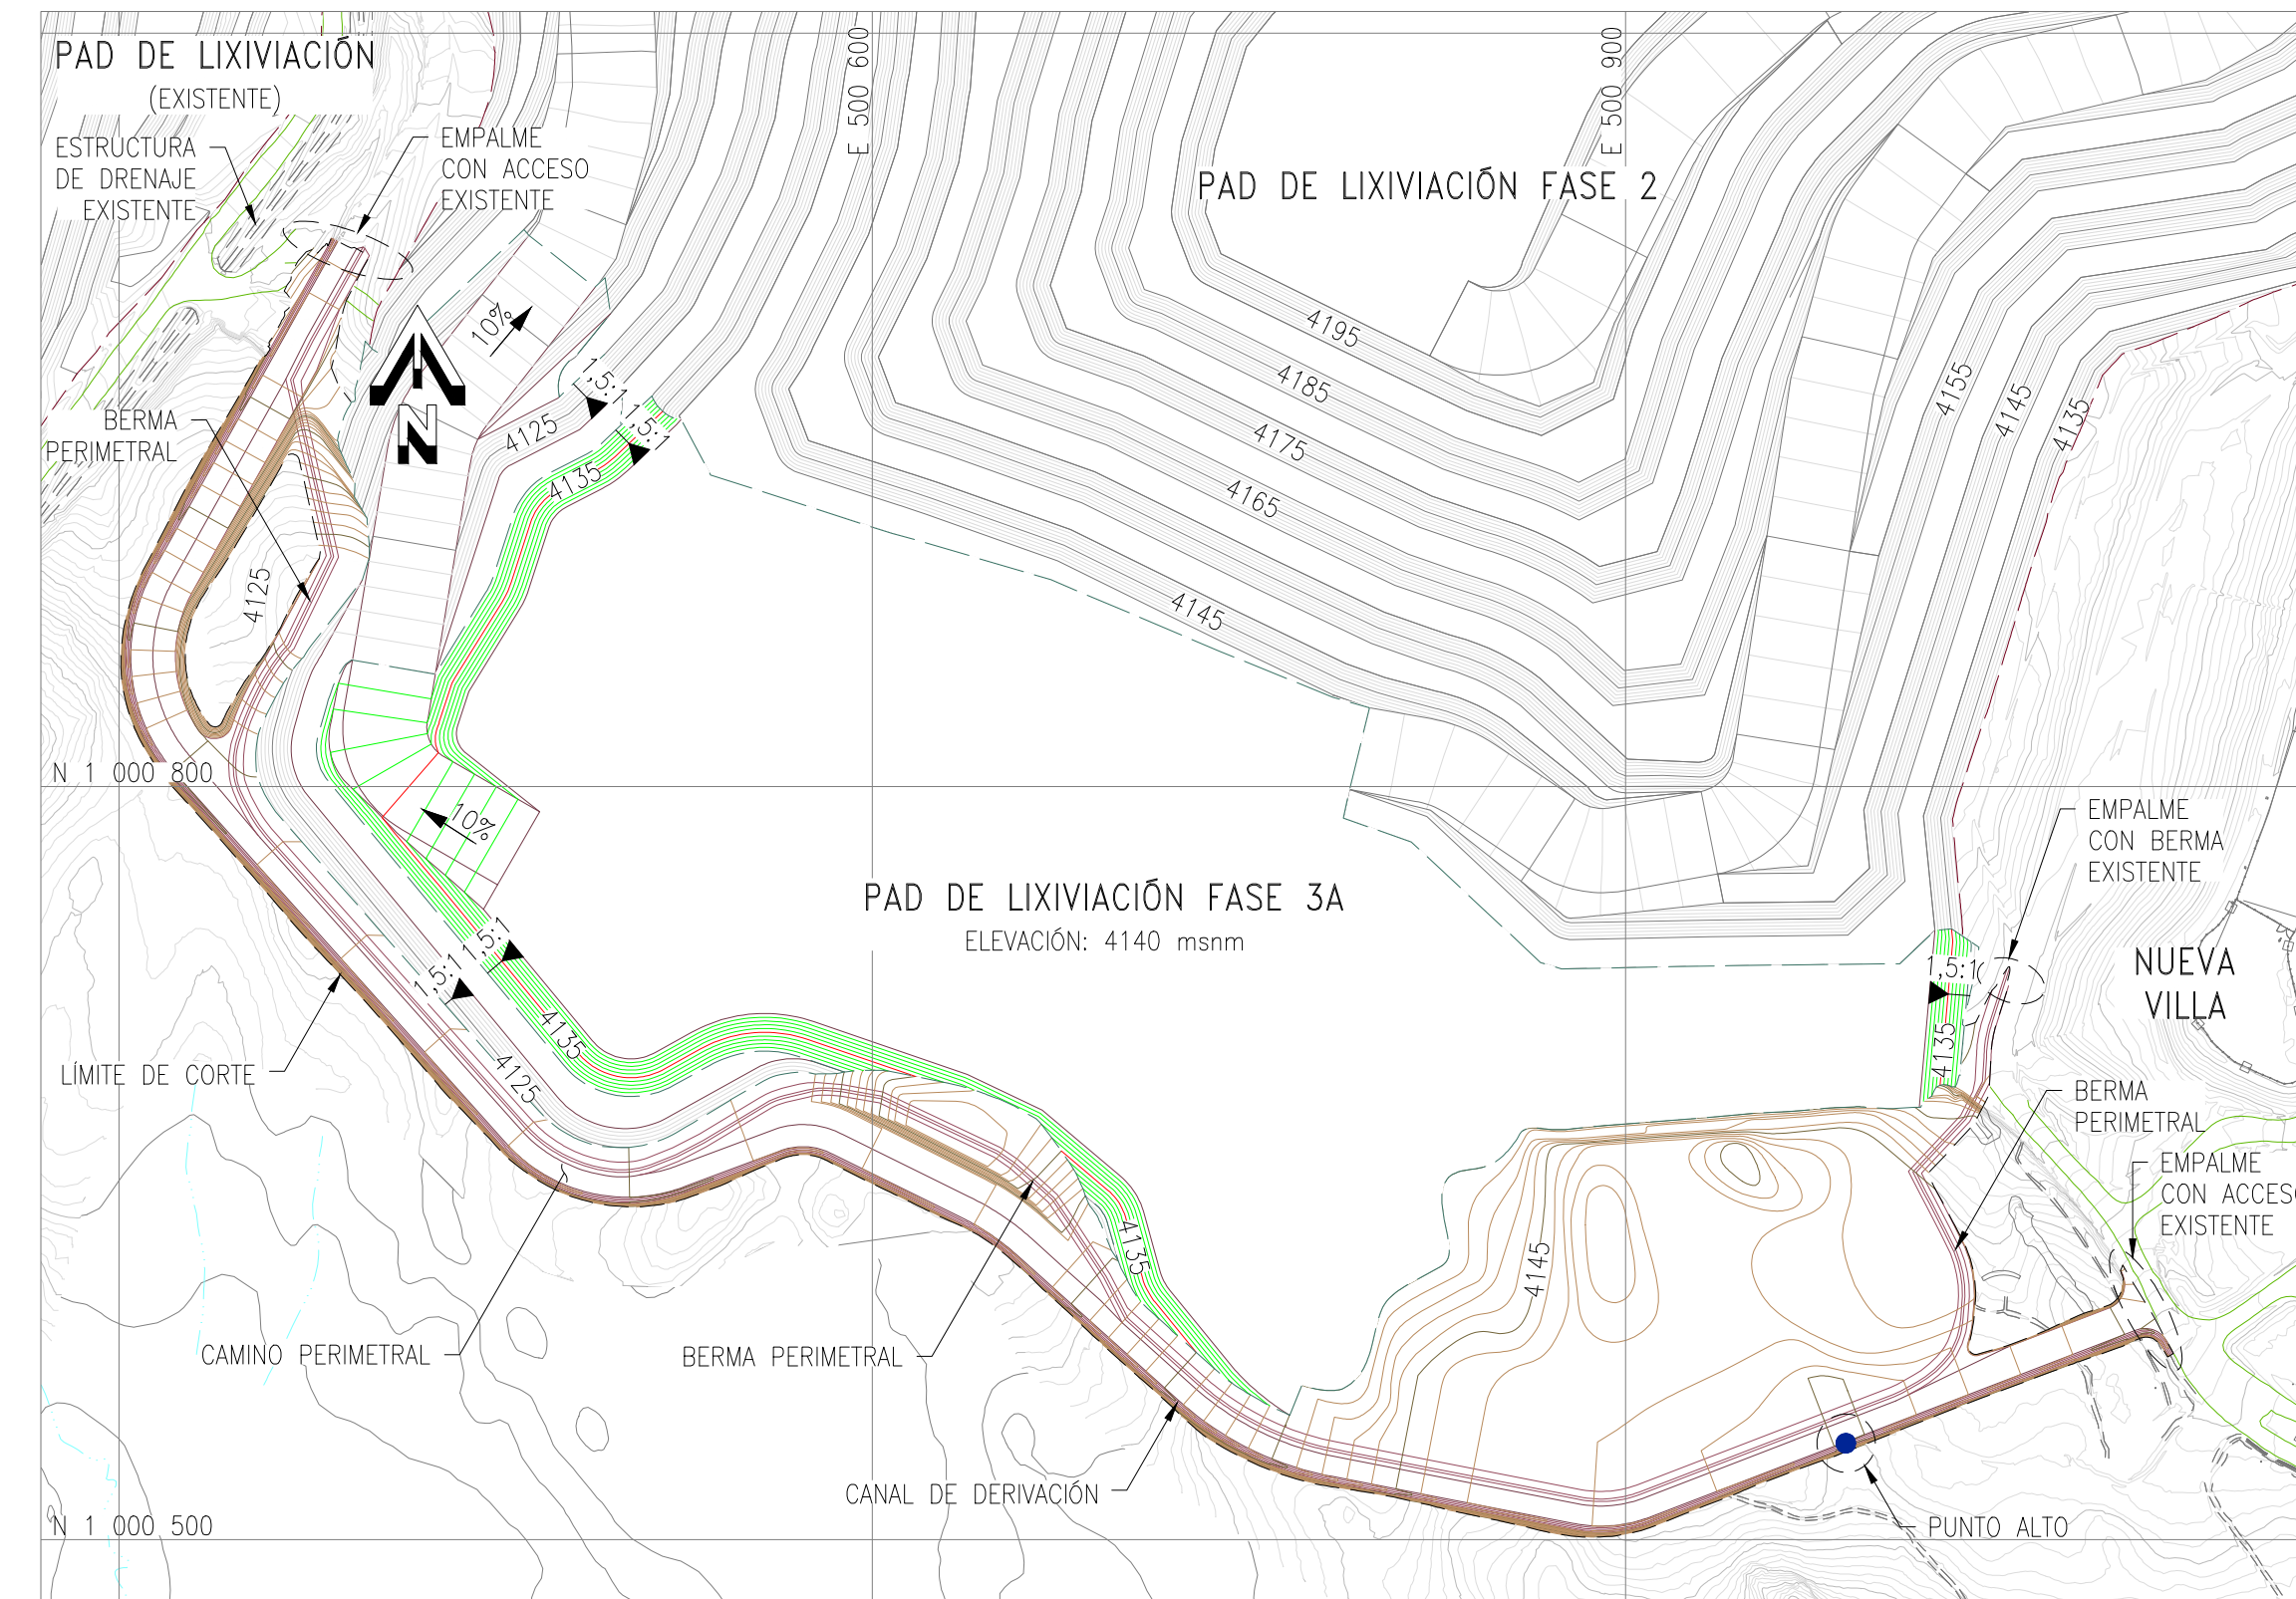 PAD DE LIXIVIACIÓN
(EXISTENTE)
ESTRUCTURA
DE DRENAJE
EXISTENTE
EMPALME
CON ACCESO
EXISTENTE
E 500 600
E 500 900
PAD DE LIXIVIACIÓN FASE 2
10%
N
1,5:1
1,5:1
4125
4135
BERMA
PERIMETRAL
4125
4195
4185
4175
4165
4145
4155
4145
4135
N 1 000 800
10%
PAD DE LIXIVIACIÓN FASE 3A
ELEVACIÓN: 4140 msnm
EMPALME
CON BERMA
EXISTENTE
NUEVA
VILLA
1,5:1
4135
1,5:1
1,5:1
4135
4125
LÍMITE DE CORTE
BERMA
PERIMETRAL
EMPALME
CON ACCESO
EXISTENTE
4135
4145
CAMINO PERIMETRAL
BERMA PERIMETRAL
CANAL DE DERIVACIÓN
N 1 000 500
PUNTO ALTO